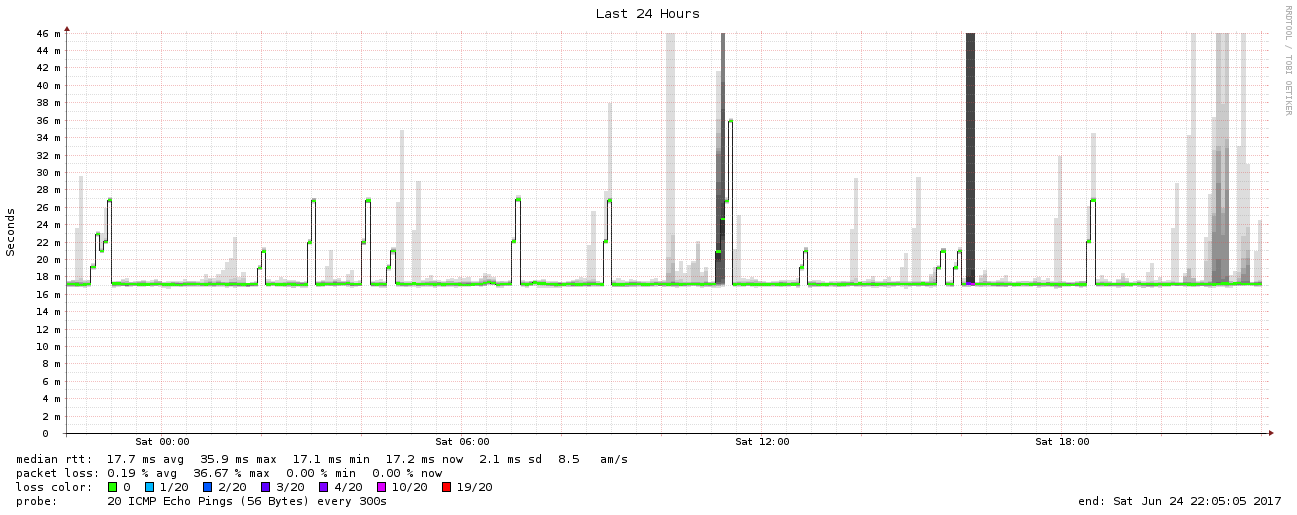 Last 24 Hours
RRDTOOL / TOBI OETIKER
Seconds
46 m
44 m
42 m
40 m
38 m
36 m
34 m
32 m
30 m
28 m
26 m
24 m
22 m
20 m
18 m
16 m
14 m
12 m
10 m
8 m
6 m
4 m
2 m
0
Sat 00:00 Sat 06:00 Sat 12:00 Sat 18:00
median rtt: 17.7 ms avg 35.9 ms max 17.1 ms min 17.2 ms now 2.1 ms sd 8.5 am/s
packet loss: 0.19 % avg 36.67 % max 0.00 % min 0.00 % now
loss color: 0 1/20 2/20 3/20 4/20 10/20 19/20
probe: 20 ICMP Echo Pings (56 Bytes) every 300s end: Sat Jun 24 22:05:05 2017